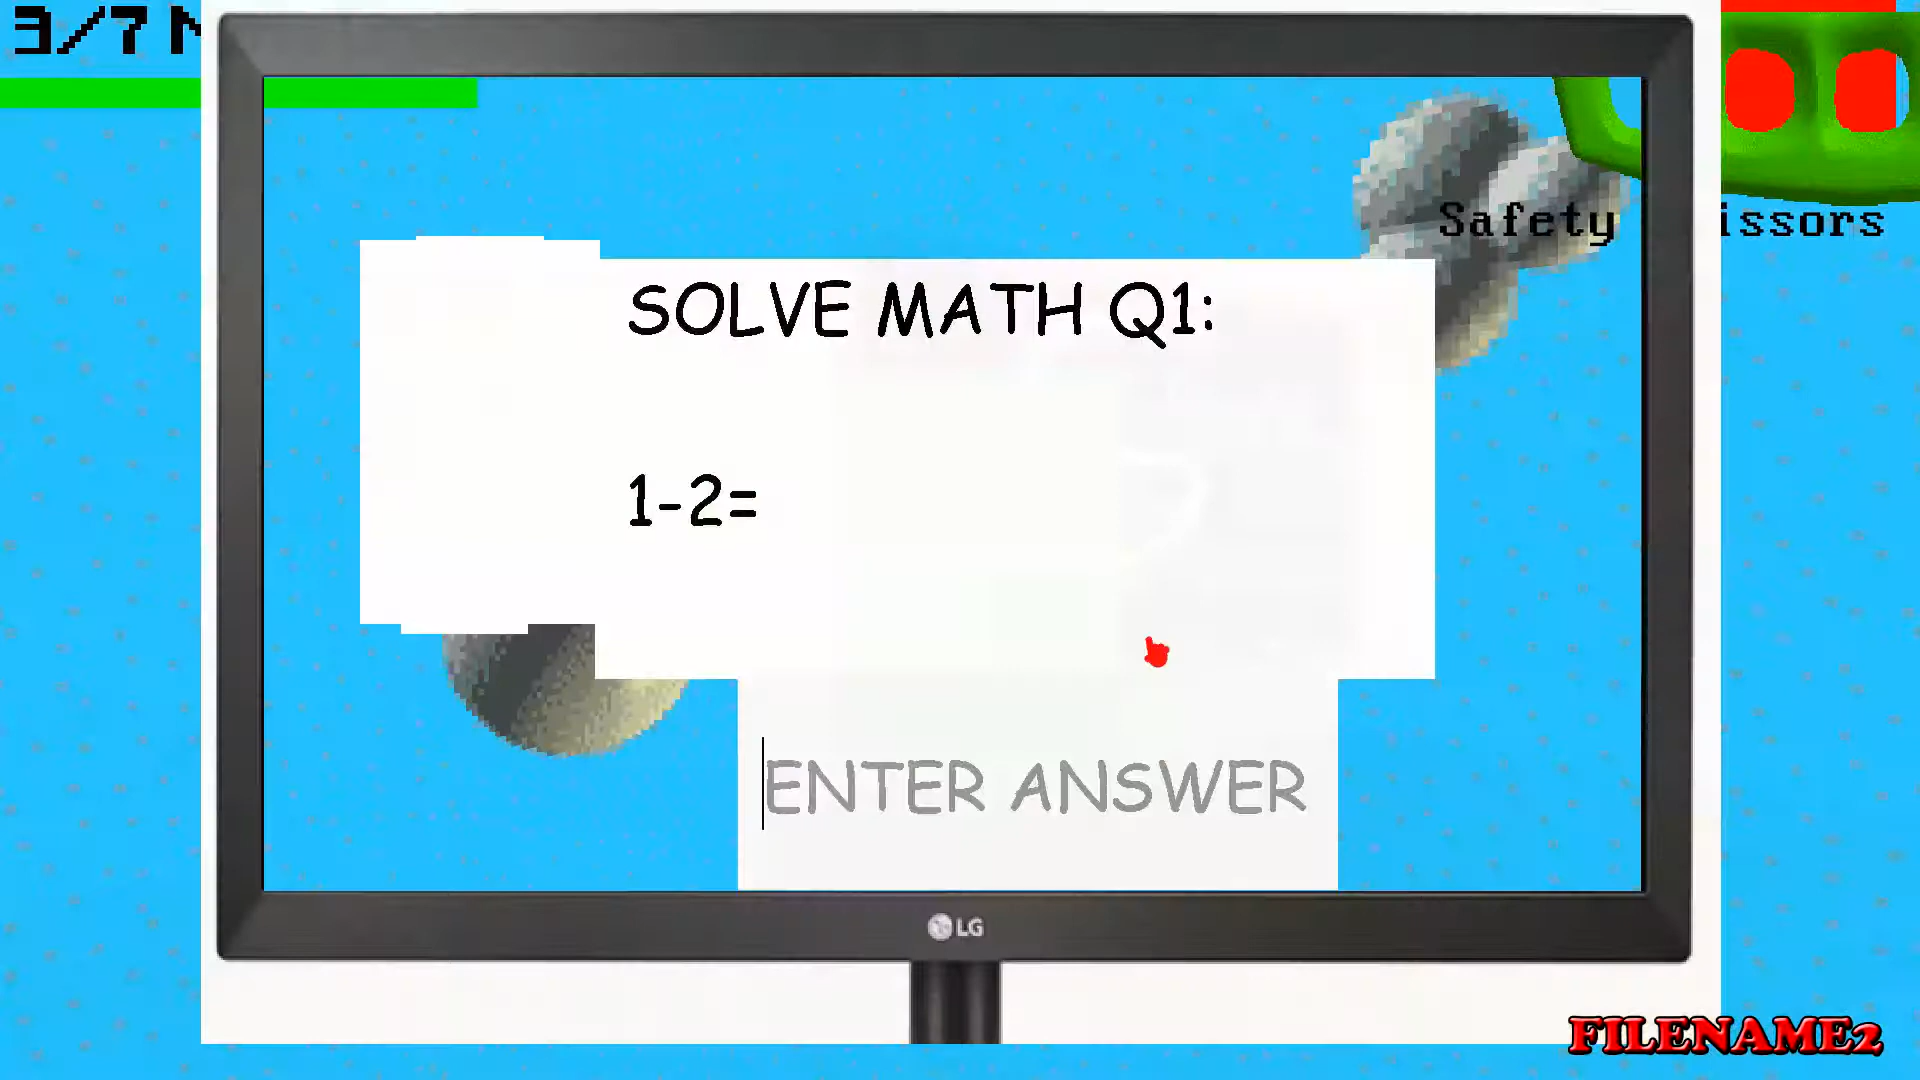 3/7 N
Safety issors
SOLVE MATH Q1:
1-2=
ENTER ANSWER
LG
FILENAME2